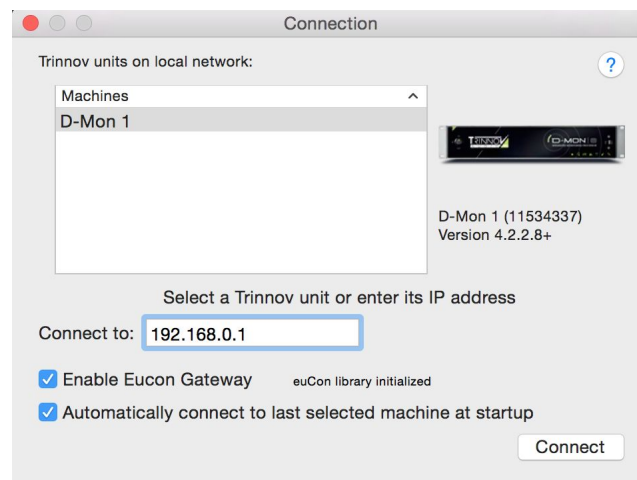 Connection
Trinnov units on local network:
?
Machines
D-Mon 1
TRINNOV
D-MON
D-Mon 1 (11534337)
Version 4.2.2.8+
Select a Trinnov unit or enter its IP address
Connect to: 192.168.0.1
Enable Eucon Gateway euCon library initialized
Automatically connect to last selected machine at startup
Connect